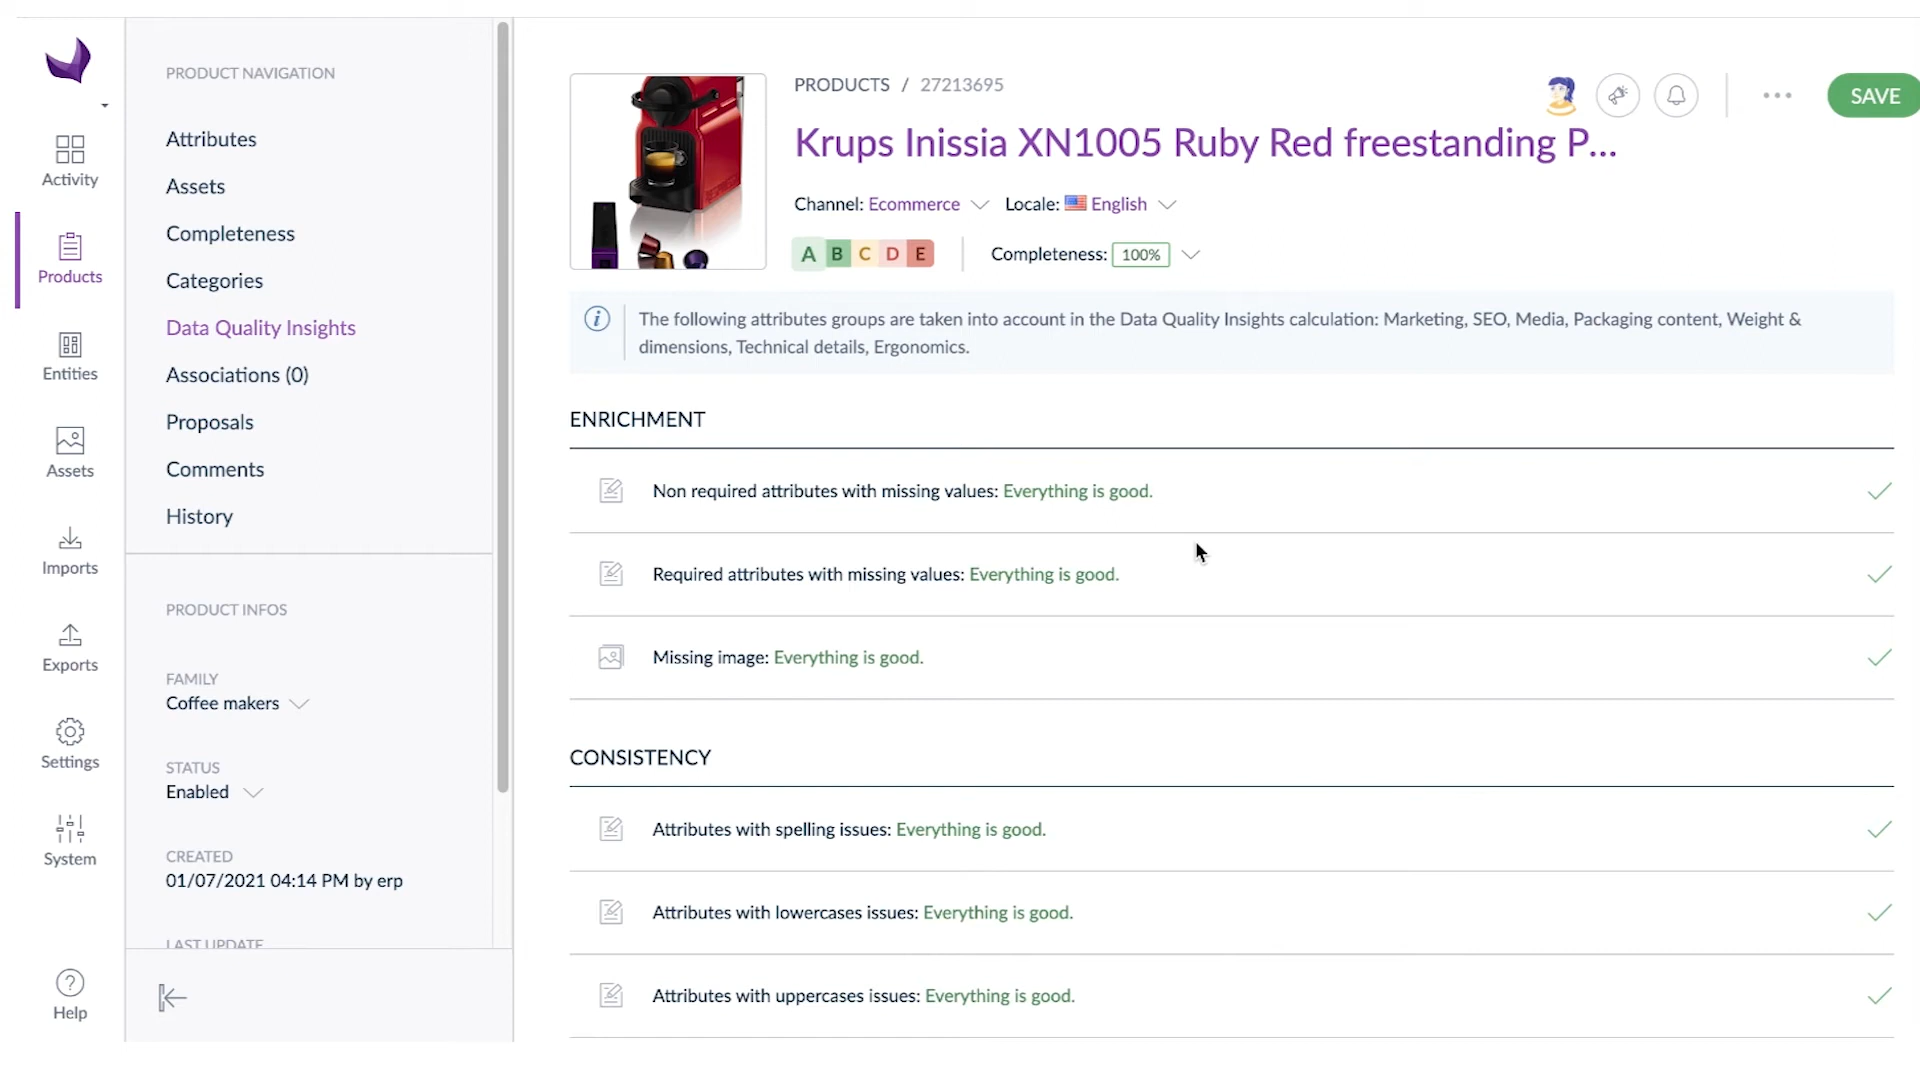 PRODUCT NAVIGATION
Attributes
Assets
Completeness
Categories
Data Quality Insights
Associations (0)
Proposals
Comments
History
PRODUCT INFOS
FAMILY
Coffee makers
STATUS
Enabled
CREATED
01/07/2021 04:14 PM by erp
LAST UPDATE
Activity
Products
Entities
Assets
Imports
Exports
Settings
System
Help
PRODUCTS / 27213695
SAVE
Krups Inissia XN1005 Ruby Red freestanding P...
Channel: Ecommerce Locale: English
A B C D E Completeness: 100%
The following attributes groups are taken into account in the Data Quality Insights calculation: Marketing, SEO, Media, Packaging content, Weight &
dimensions, Technical details, Ergonomics.
ENRICHMENT
Non required attributes with missing values: Everything is good.
Required attributes with missing values: Everything is good.
Missing image: Everything is good.
CONSISTENCY
Attributes with spelling issues: Everything is good.
Attributes with lowercases issues: Everything is good.
Attributes with uppercases issues: Everything is good.